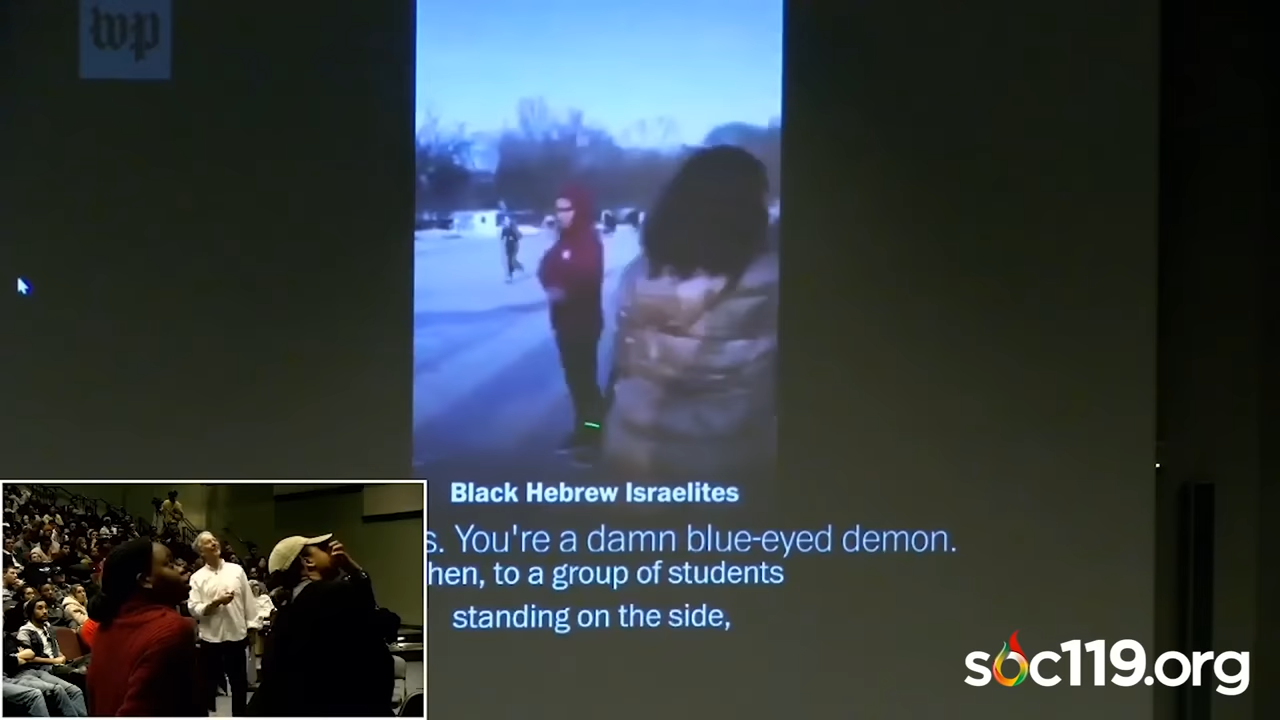 wp
Black Hebrew Israelites
s. You're a damn blue-eyed demon.
hen, to a group of students
standing on the side,
soc119.org